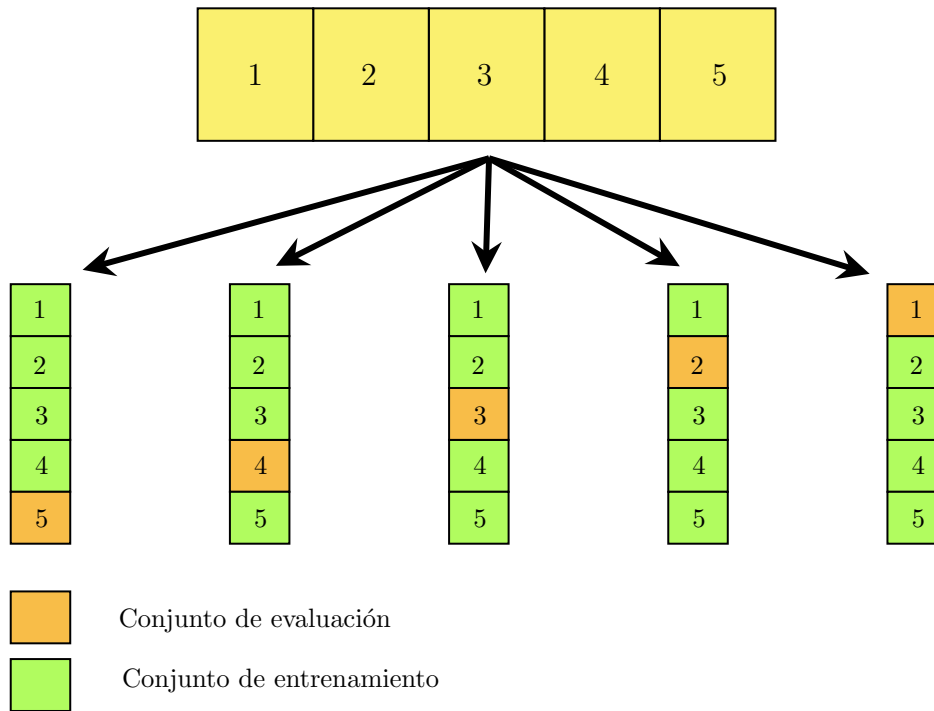 1 2 3 4 5
1 1 1 1 1
2 2 2 2 2
3 3 3 3 3
4 4 4 4 4
5 5 5 5 5
Conjunto de evaluación
Conjunto de entrenamiento